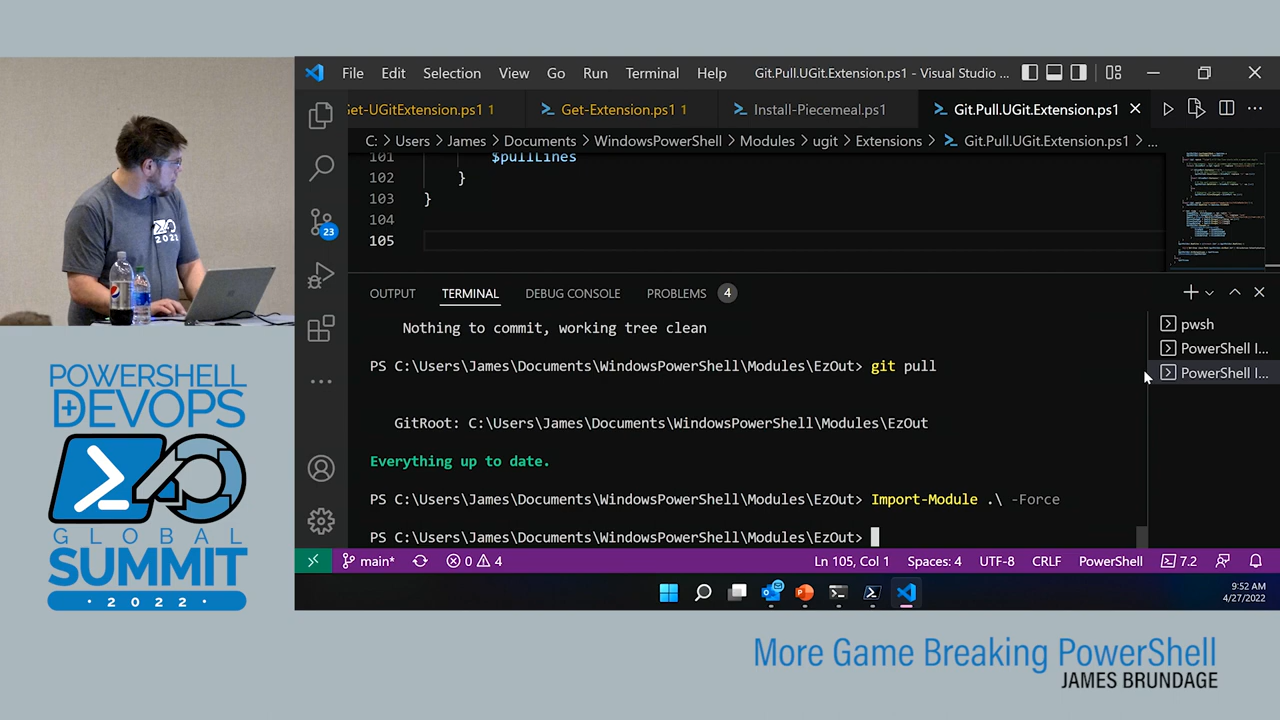 File Edit Selection View Go Run Terminal Help Git.Pull.UGit.Extension.ps1 - Visual Studio ...
Get-UGitExtension.ps1 1 Get-Extension.ps1 1 Install-Piecemeal.ps1 Git.Pull.UGit.Extension.ps1
C: > Users > James > Documents > WindowsPowerShell > Modules > ugit > Extensions > Git.Pull.UGit.Extension.ps1 > ...
101 $pullLines
102 }
103 }
104
105
23
OUTPUT TERMINAL DEBUG CONSOLE PROBLEMS 4
Nothing to commit, working tree clean
PS C:\Users\James\Documents\WindowsPowerShell\Modules\EzOut> git pull
GitRoot: C:\Users\James\Documents\WindowsPowerShell\Modules\EzOut
Everything up to date.
PS C:\Users\James\Documents\WindowsPowerShell\Modules\EzOut> Import-Module .\ -Force
PS C:\Users\James\Documents\WindowsPowerShell\Modules\EzOut>
pwsh
PowerShell I...
PowerShell I...
main* 0 4 Ln 105, Col 1 Spaces: 4 UTF-8 CRLF PowerShell 7.2
9:52 AM
4/27/2022
2022
POWERSHELL
DEVOPS
GLOBAL
SUMMIT
· 2022 ·
More Game Breaking PowerShell
JAMES BRUNDAGE